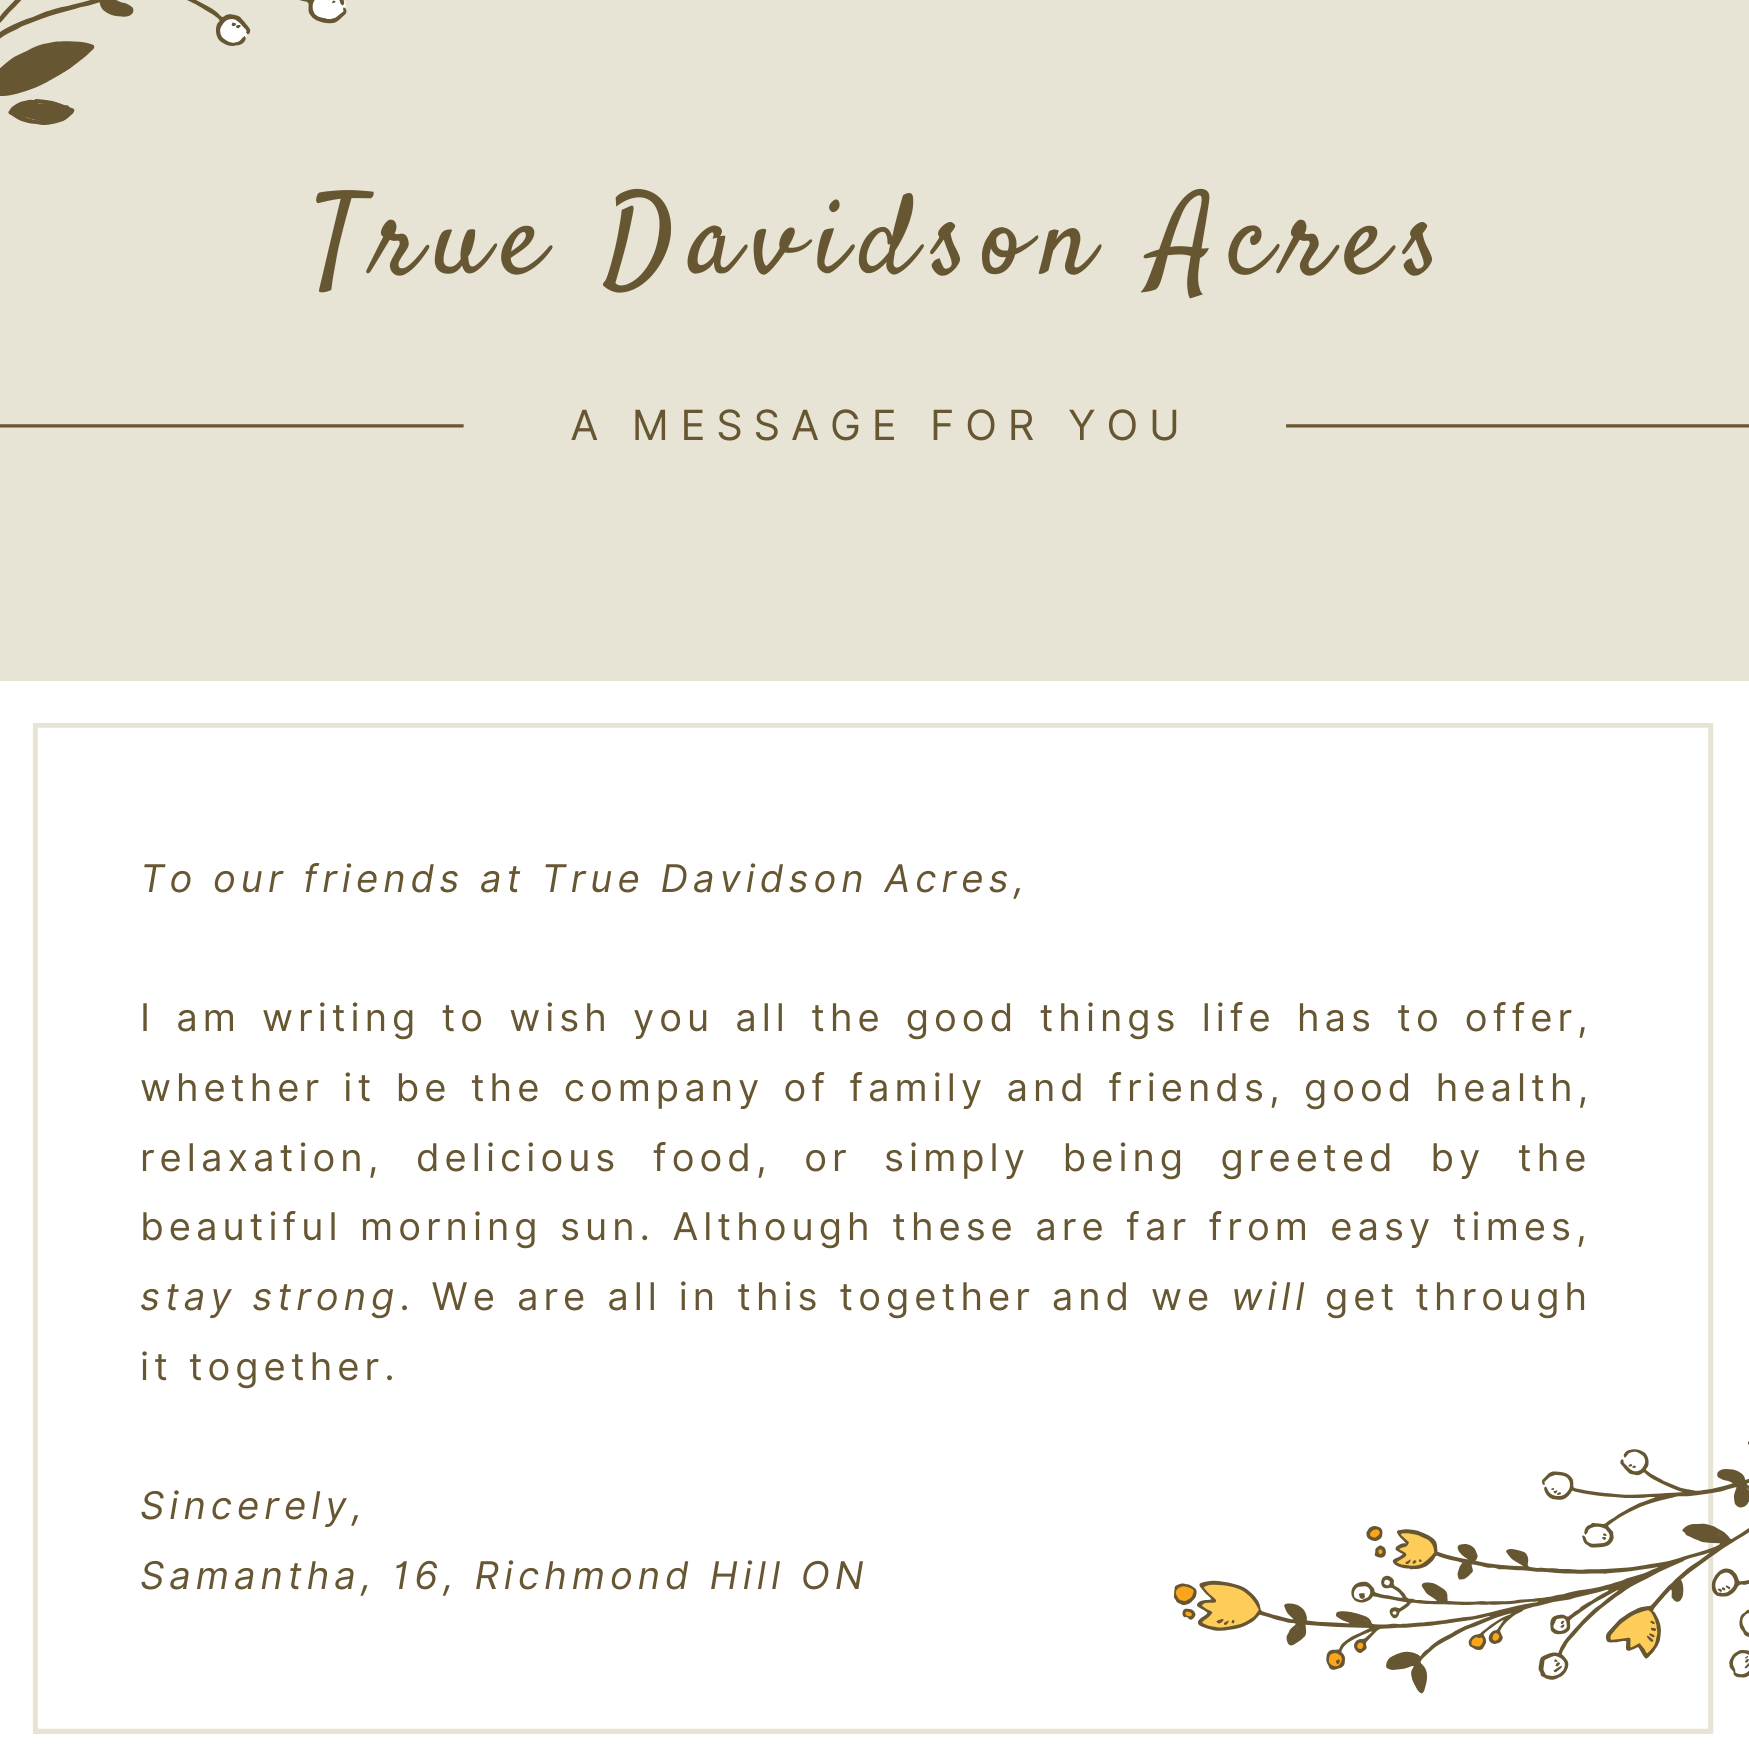 True Davidson Acres
A MESSAGE FOR YOU
To our friends at True Davidson Acres,
I am writing to wish you all the good things life has to offer,
whether it be the company of family and friends, good health,
relaxation, delicious food, or simply being greeted by the
beautiful morning sun. Although these are far from easy times,
stay strong. We are all in this together and we will get through
it together.
Sincerely,
Samantha, 16, Richmond Hill ON